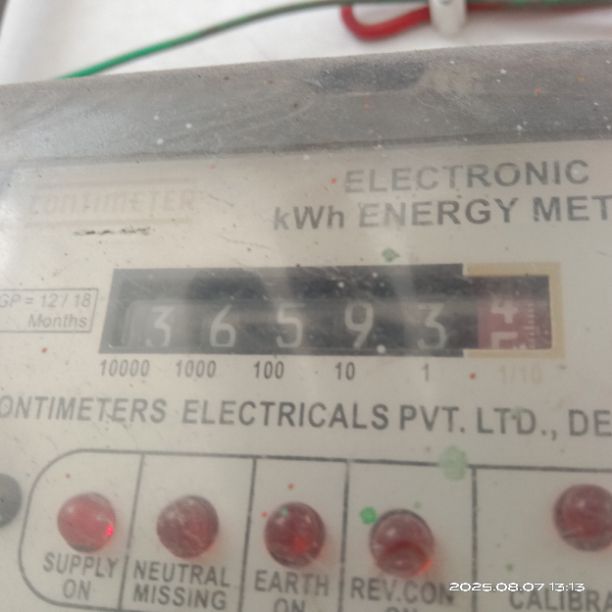 CONTIMETER
ELECTRONIC
kWh ENERGY MET
GP = 12 / 18
Months
3 6 5 9 3 4
10000 1000 100 10 1 1/10
ONTIMETERS ELECTRICALS PVT. LTD., DE
SUPPLY
ON
NEUTRAL
MISSING
EARTH
ON
REV.CON
CALIBRA
2025.08.07 13:13